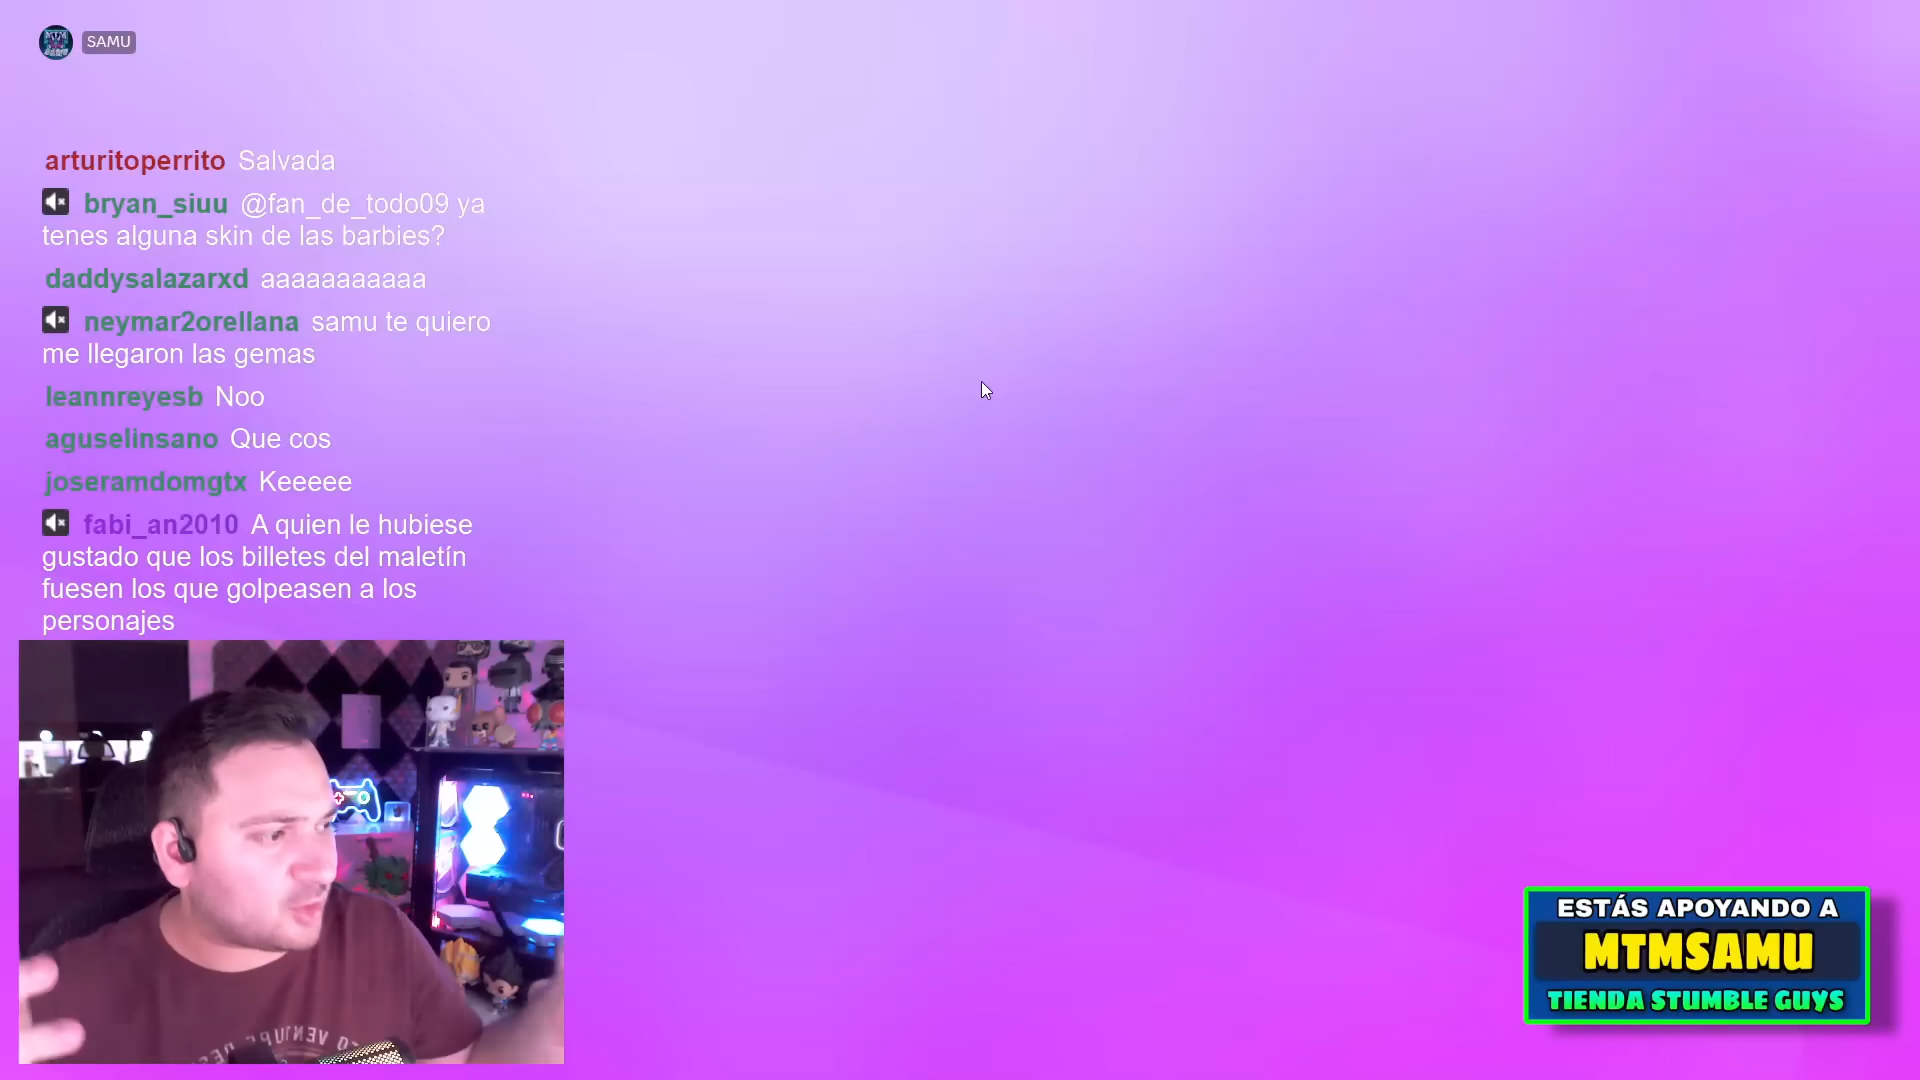 SAMU
arturitoperrito Salvada
bryan_siuu @fan_de_todo09 ya
tenes alguna skin de las barbies?
daddysalazarxd aaaaaaaaaaa
neymar2orellana samu te quiero
me llegaron las gemas
leannreyesb Noo
aguselinsano Que cos
joseramdomgtx Keeeee
fabi_an2010 A quien le hubiese
gustado que los billetes del maletín
fuesen los que golpeasen a los
personajes
ESTÁS APOYANDO A
MTMSAMU
TIENDA STUMBLE GUYS